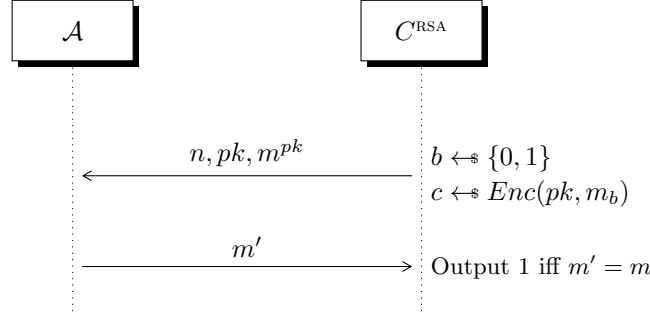 𝒜 C^RSA
n, pk, m^{pk}
b ←$ {0, 1}
c ←$ Enc(pk, m_b)
m′
Output 1 iff m′ = m